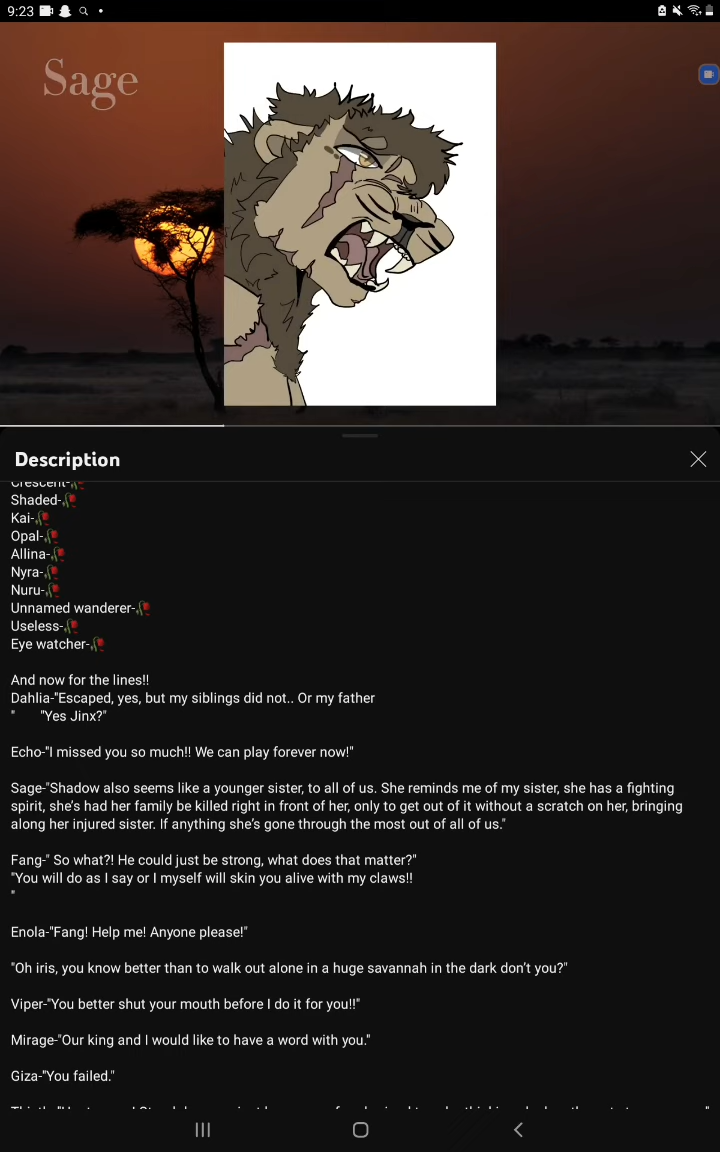 9:23
Sage
Description
Crescent-🥀
Shaded-🥀
Kai-🥀
Opal-🥀
Allina-🥀
Nyra-🥀
Nuru-🥀
Unnamed wanderer-🥀
Useless-🥀
Eye watcher-🥀
And now for the lines!!
Dahlia-"Escaped, yes, but my siblings did not.. Or my father
" "Yes Jinx?"
Echo-"I missed you so much!! We can play forever now!"
Sage-"Shadow also seems like a younger sister, to all of us. She reminds me of my sister, she has a fighting
spirit, she’s had her family be killed right in front of her, only to get out of it without a scratch on her, bringing
along her injured sister. If anything she’s gone through the most out of all of us."
Fang-" So what?! He could just be strong, what does that matter?"
"You will do as I say or I myself will skin you alive with my claws!!
"
Enola-"Fang! Help me! Anyone please!"
"Oh iris, you know better than to walk out alone in a huge savannah in the dark don’t you?"
Viper-"You better shut your mouth before I do it for you!!"
Mirage-"Our king and I would like to have a word with you."
Giza-"You failed."